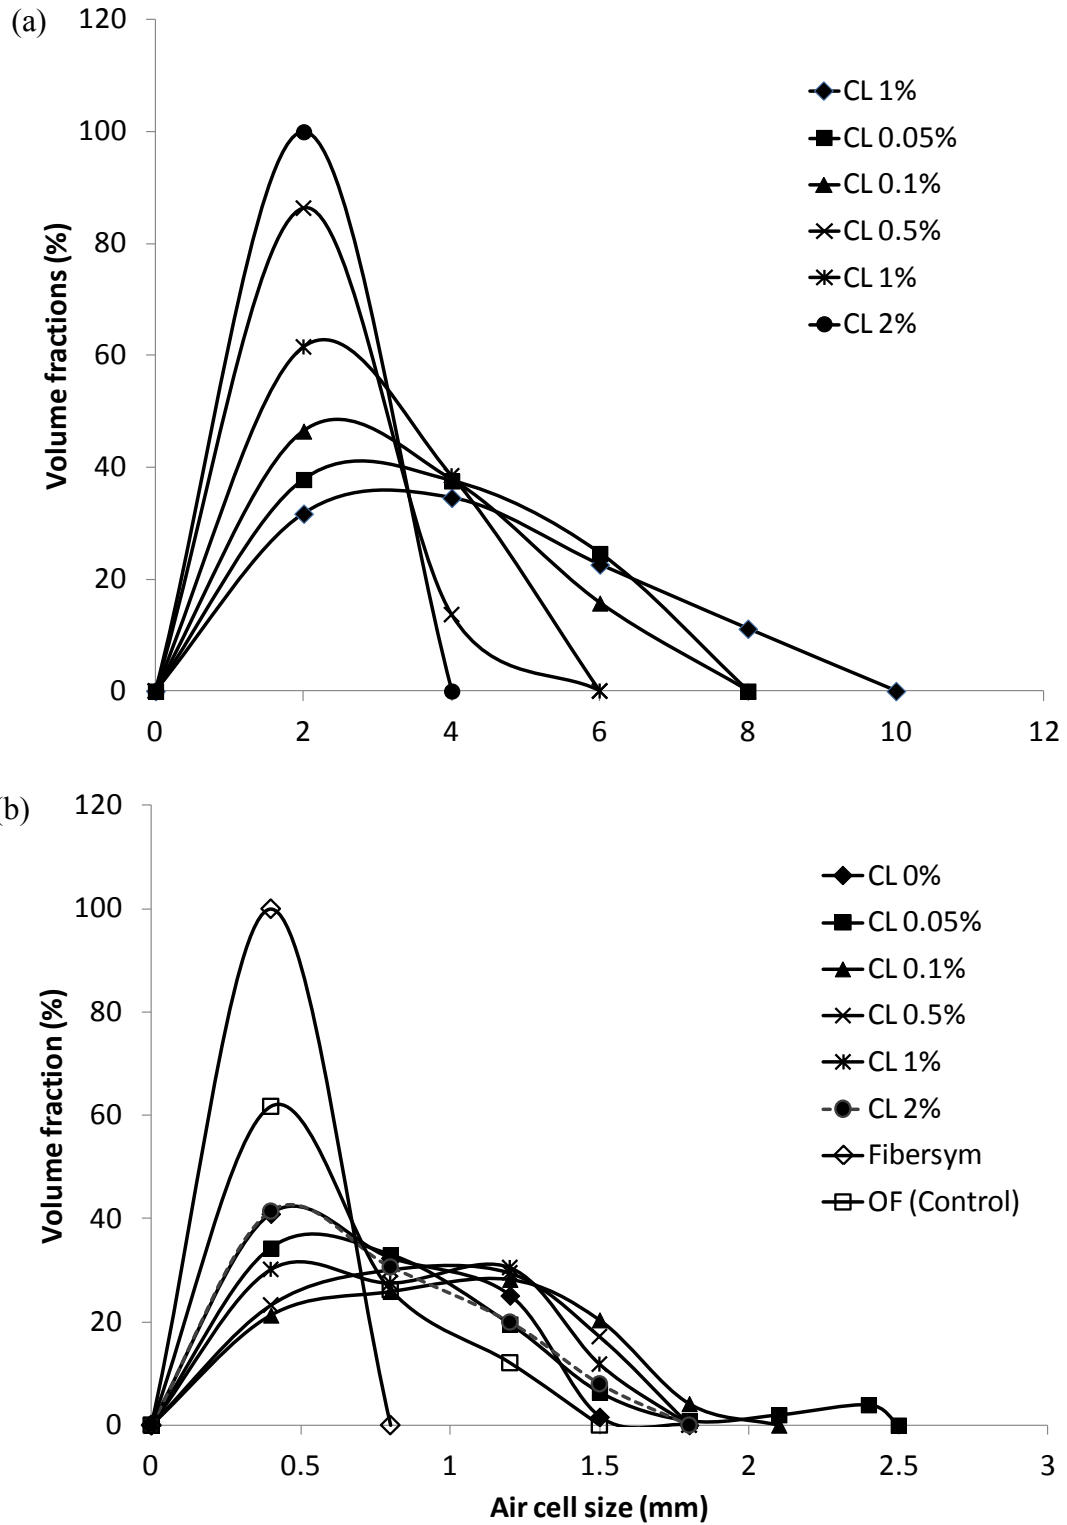 (a)
120
100
80
60
40
20
0
Volume fractions (%)
CL 1%
CL 0.05%
CL 0.1%
CL 0.5%
CL 1%
CL 2%
0 2 4 6 8 10 12
(b)
120
100
80
60
40
20
0
Volume fraction (%)
CL 0%
CL 0.05%
CL 0.1%
CL 0.5%
CL 1%
CL 2%
Fibersym
OF (Control)
0 0.5 1 1.5 2 2.5 3
Air cell size (mm)